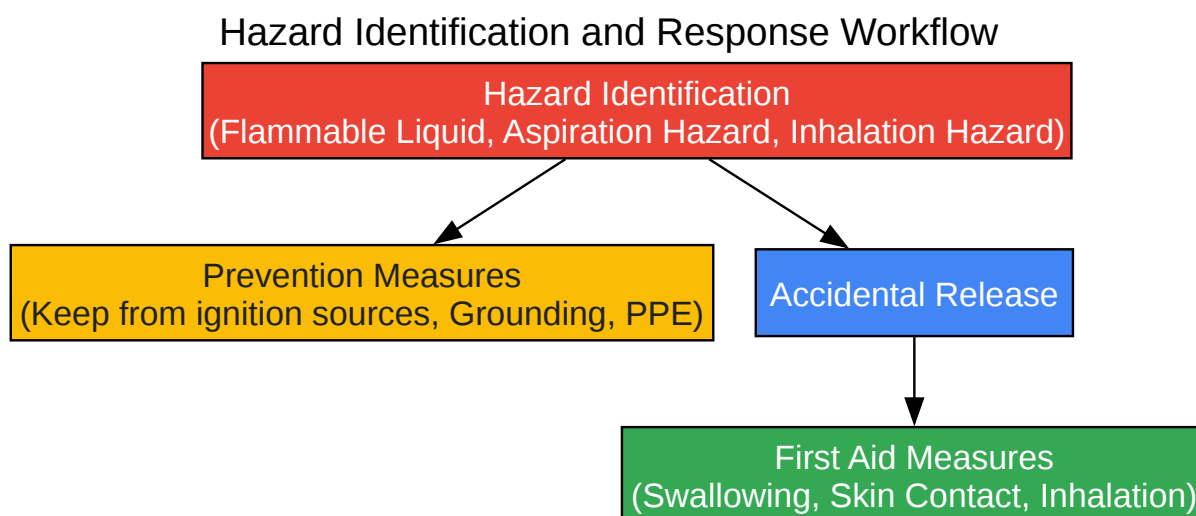 Hazard Identification and Response Workflow
Hazard Identification
(Flammable Liquid, Aspiration Hazard, Inhalation Hazard)
Prevention Measures
(Keep from ignition sources, Grounding, PPE)
Accidental Release
First Aid Measures
(Swallowing, Skin Contact, Inhalation)